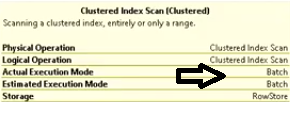 Clustered Index Scan (Clustered)
Scanning a clustered index, entirely or only a range.
Physical Operation Clustered Index Scan
Logical Operation Clustered Index Scan
Actual Execution Mode Batch
Estimated Execution Mode Batch
Storage RowStore